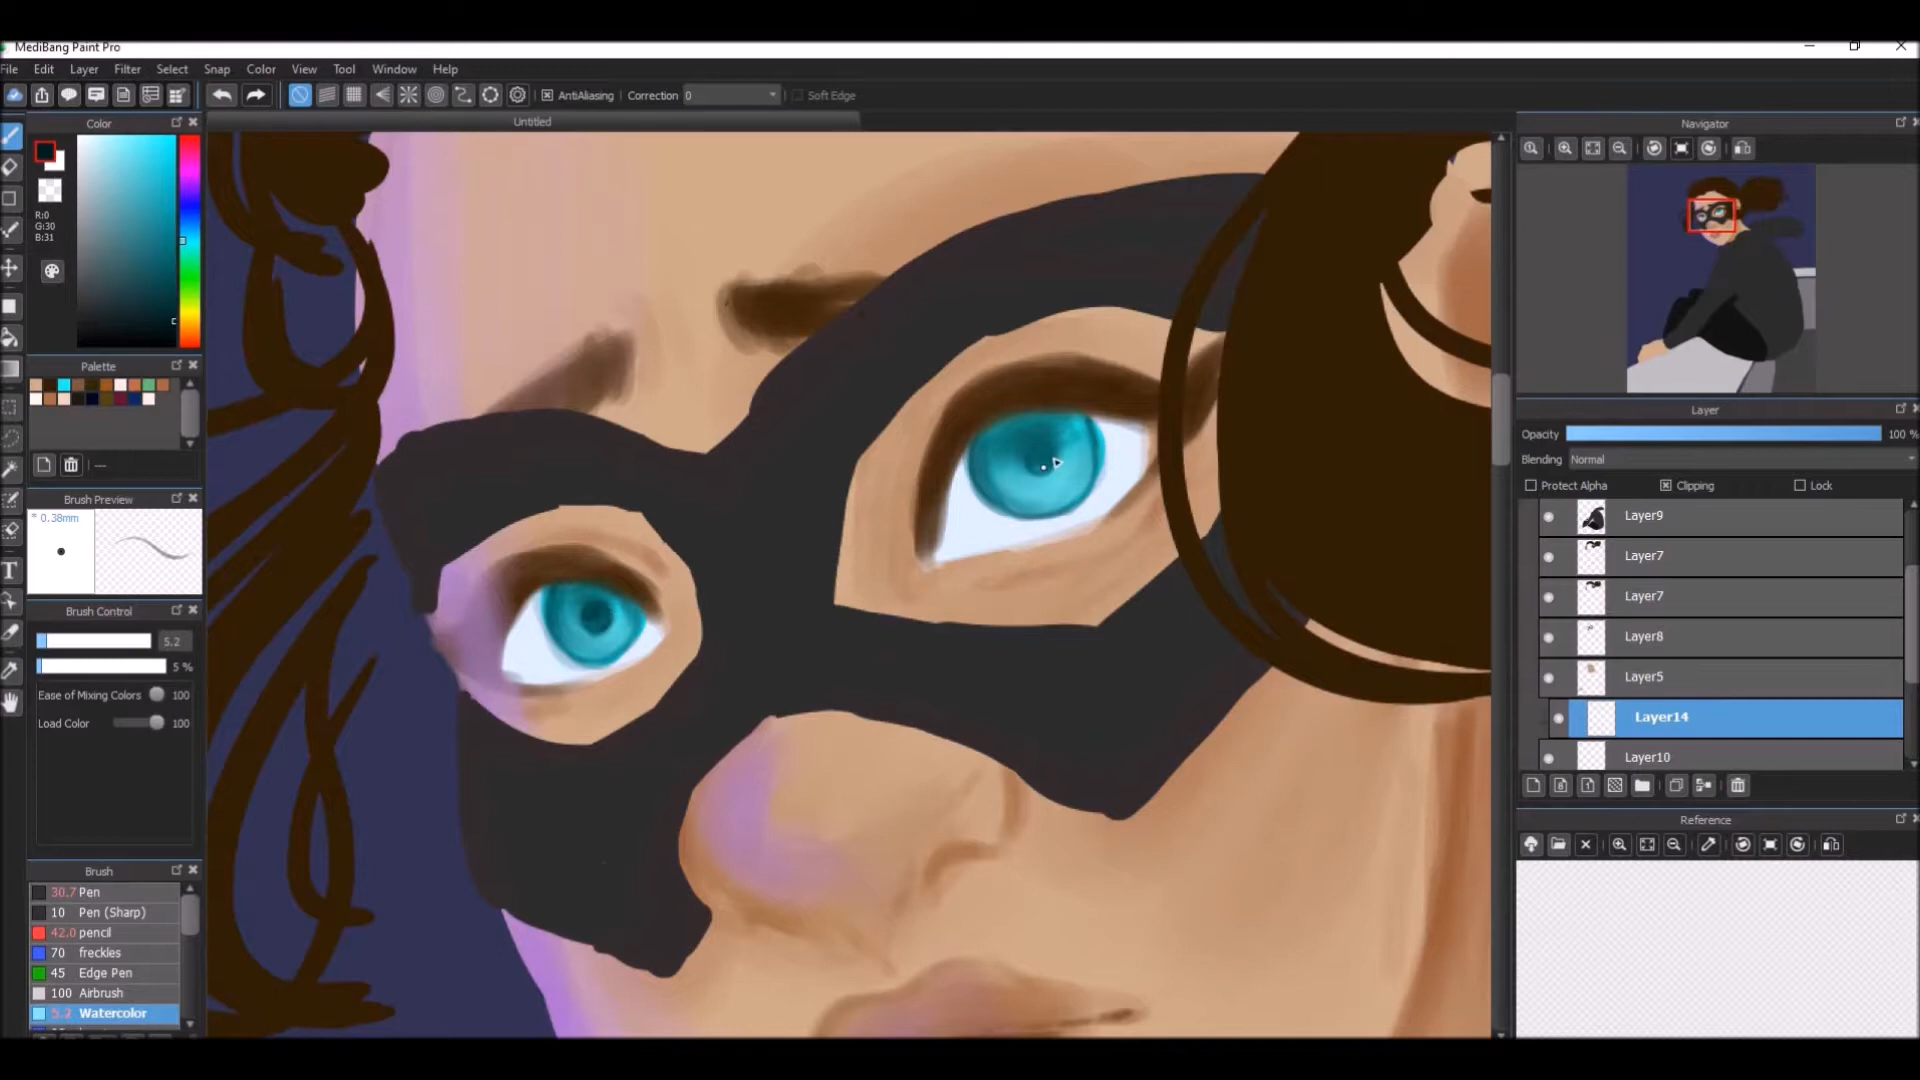 MediBang Paint Pro
File Edit Layer Filter Select Snap Color View Tool Window Help
AntiAliasing Correction 0 Soft Edge
Color
Untitled
Navigator
R:0
G:30
B:31
Palette
Layer
Opacity 100 %
Blending Normal
Protect Alpha Clipping Lock
Brush Preview
* 0.38mm
Layer9
Layer7
Layer7
Layer8
Layer5
Layer14
Layer10
Brush Control
5.2
5 %
Ease of Mixing Colors 100
Load Color 100
Reference
Brush
30.7 Pen
10 Pen (Sharp)
42.0 pencil
70 freckles
45 Edge Pen
100 Airbrush
5.2 Watercolor